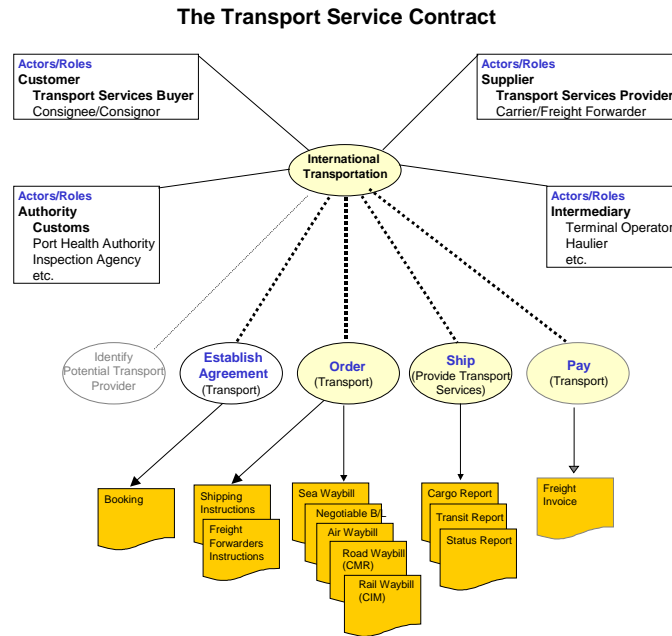 The Transport Service Contract
Actors/Roles
Customer
Transport Services Buyer
Consignee/Consignor
Actors/Roles
Supplier
Transport Services Provider
Carrier/Freight Forwarder
International
Transportation
Actors/Roles
Authority
Customs
Port Health Authority
Inspection Agency
etc.
Actors/Roles
Intermediary
Terminal Operator
Haulier
etc.
Identify
Potential Transport
Provider
Establish
Agreement
(Transport)
Order
(Transport)
Ship
(Provide Transport
Services)
Pay
(Transport)
Booking
Shipping
Instructions
Freight
Forwarders
Instructions
Sea Waybill
Negotiable B/L
Air Waybill
Road Waybill
(CMR)
Rail Waybill
(CIM)
Cargo Report
Transit Report
Status Report
Freight
Invoice